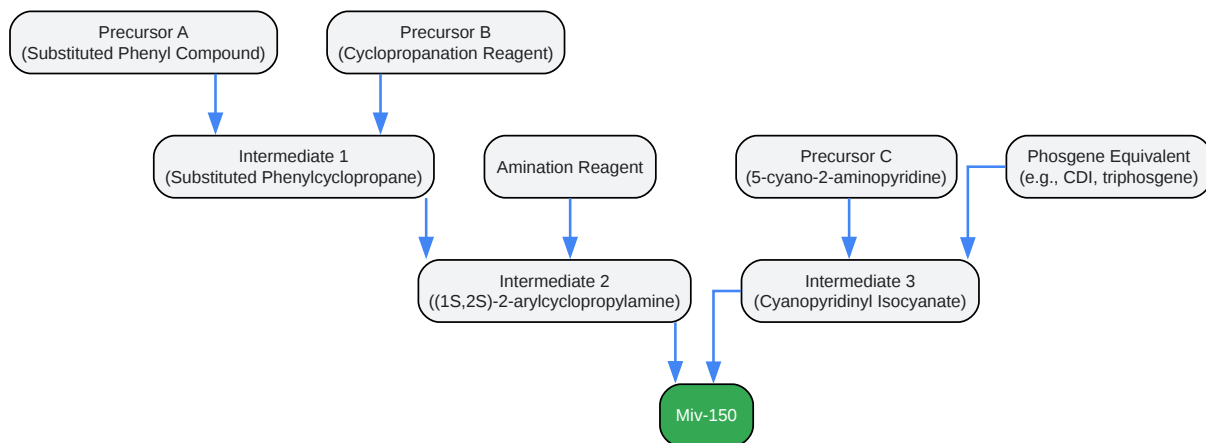 Precursor A
(Substituted Phenyl Compound)
Precursor B
(Cyclopropanation Reagent)
Intermediate 1
(Substituted Phenylcyclopropane)
Amination Reagent
Precursor C
(5-cyano-2-aminopyridine)
Phosgene Equivalent
(e.g., CDI, triphosgene)
Intermediate 2
((1S,2S)-2-arylcyclopropylamine)
Intermediate 3
(Cyanopyridinyl Isocyanate)
Miv-150